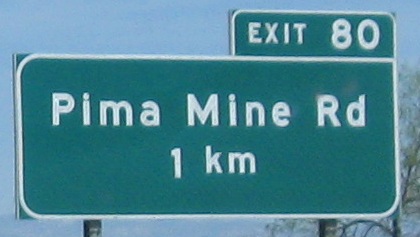 EXIT 80
Pima Mine Rd
1 km